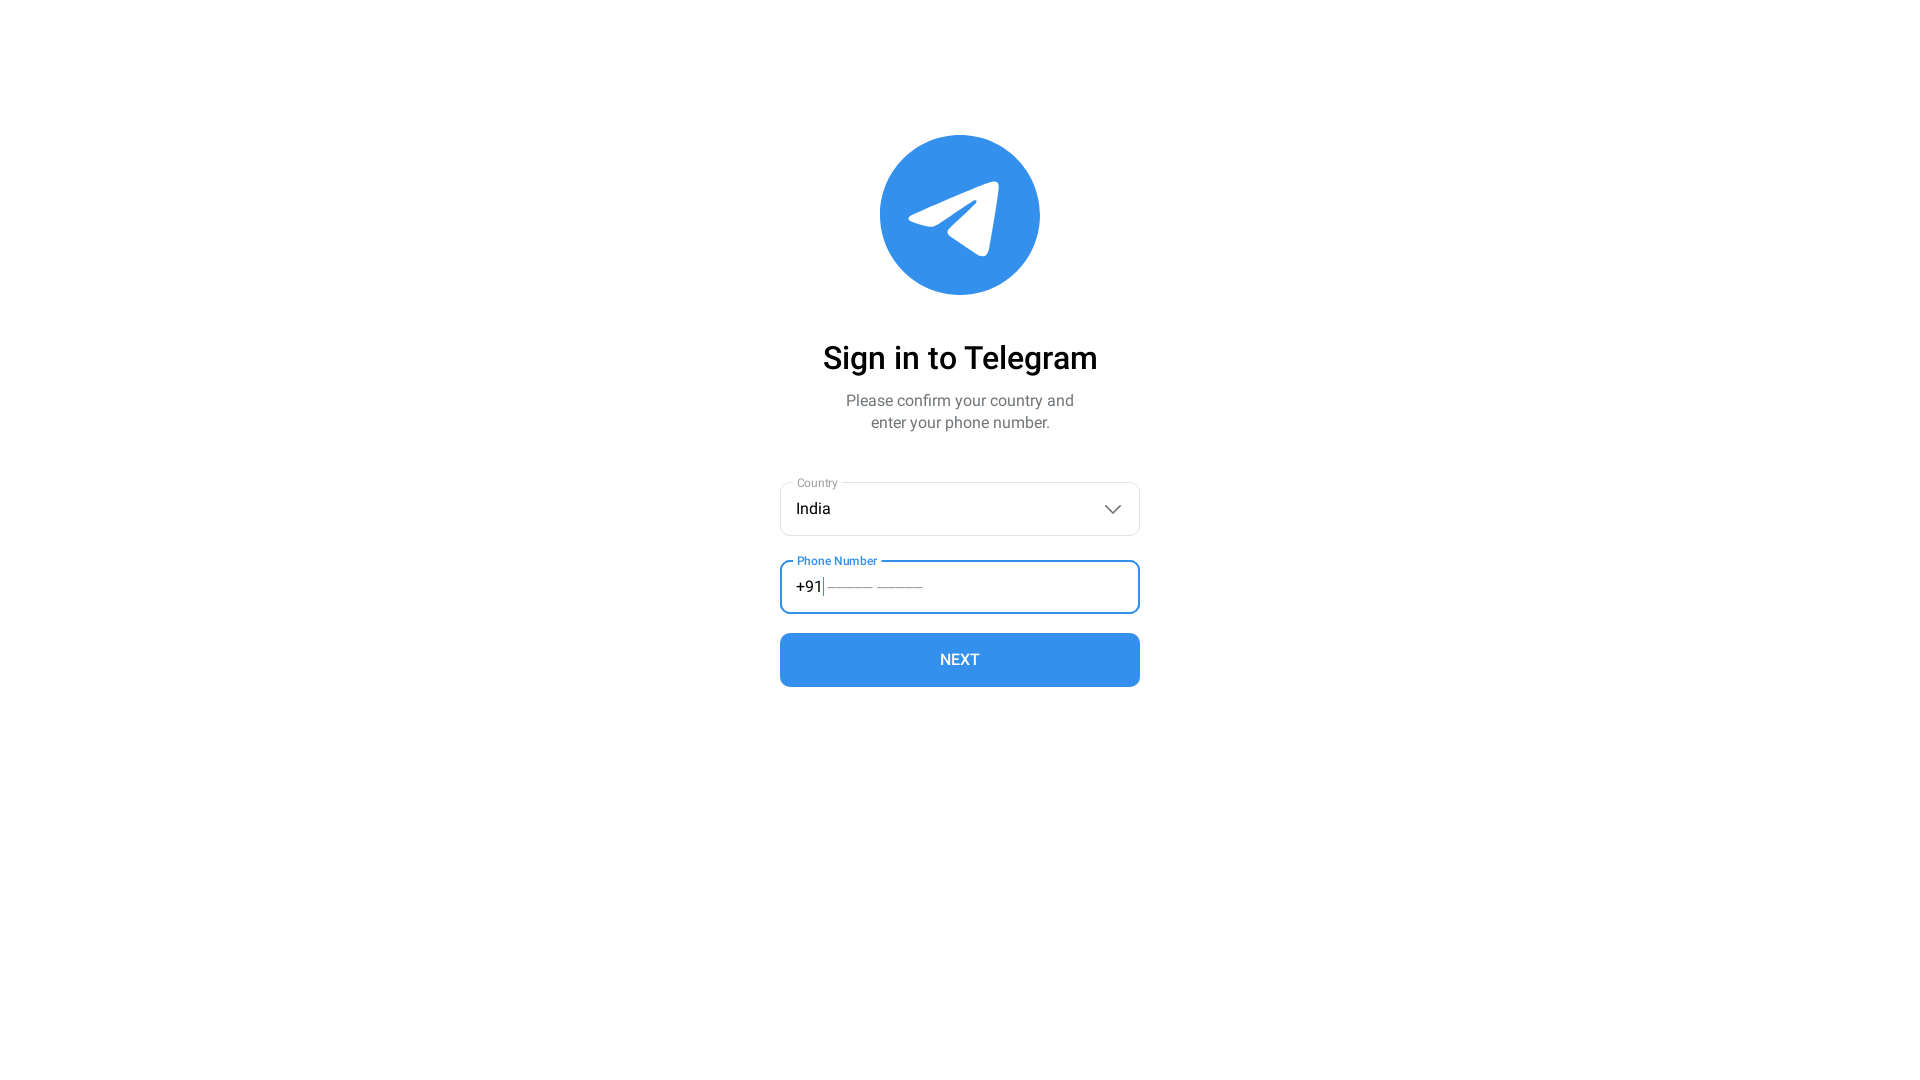 Sign in to Telegram
Please confirm your country and
enter your phone number.
Country
India
Phone Number
+91 ––––– –––––
NEXT